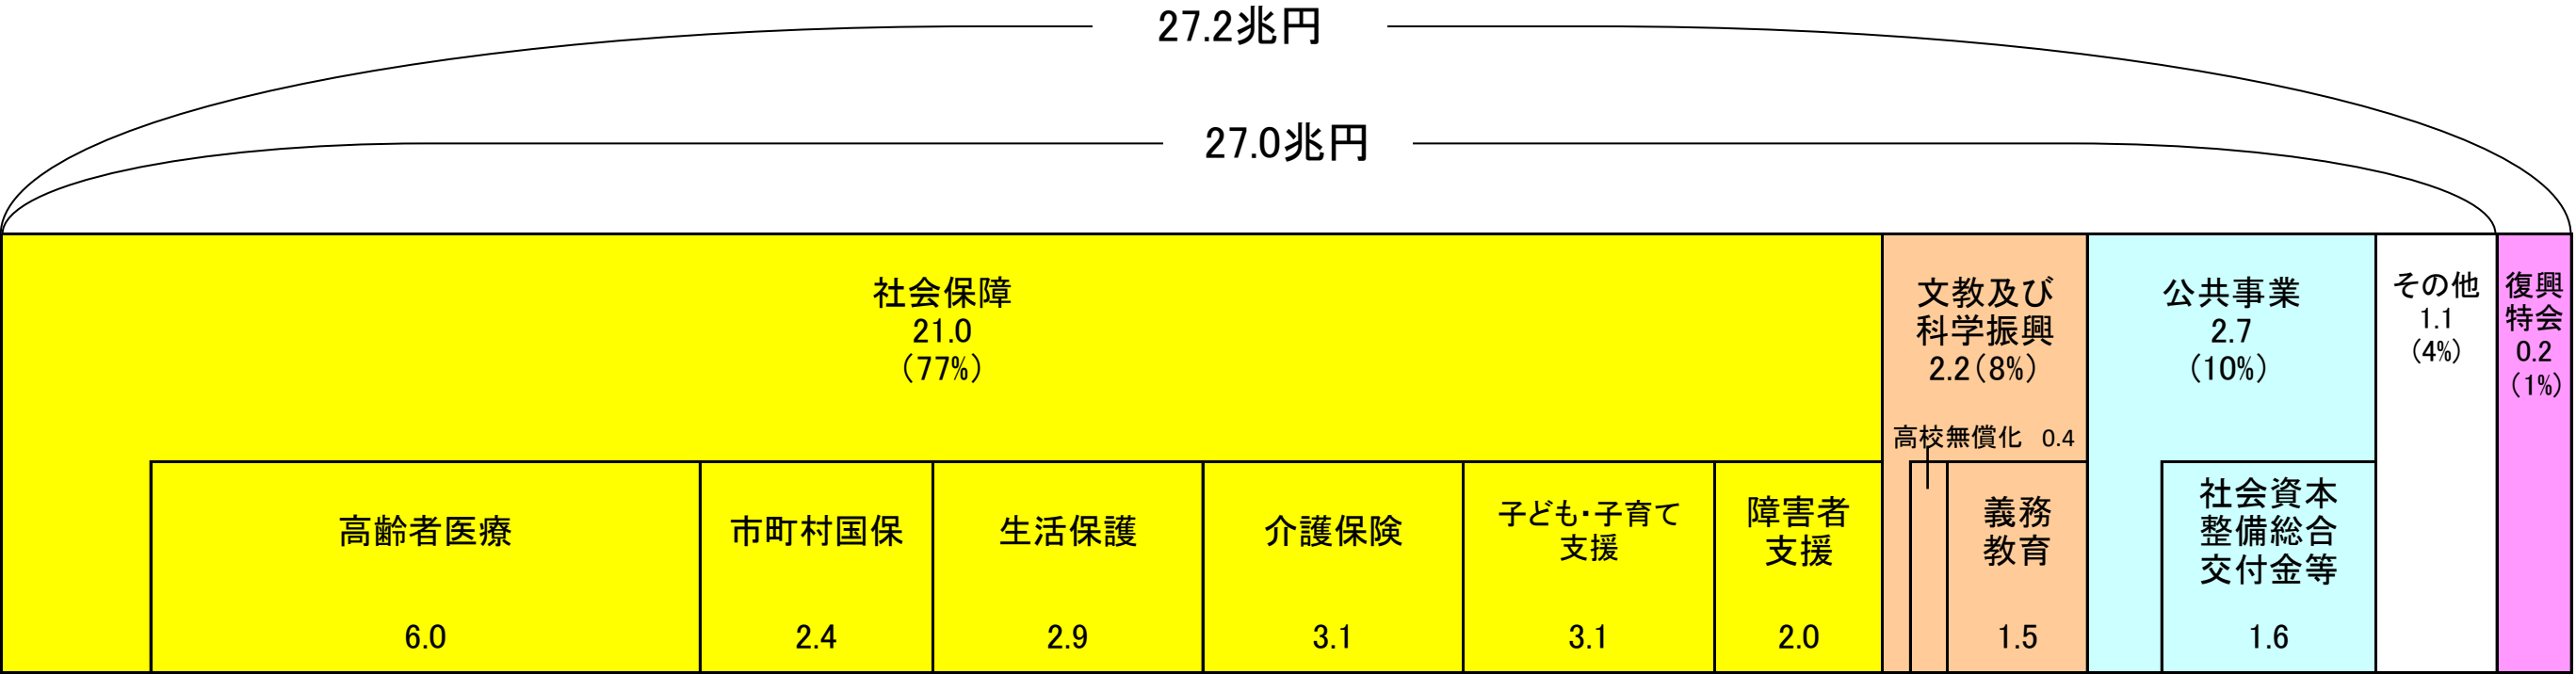 27.2兆円
27.0兆円
社会保障
21.0
（77%）
文教及び
科学振興
2.2（8%）
公共事業
2.7
（10%）
その他
1.1
（4%）
復興
特会
0.2
（1%）
高校無償化 0.4
高齢者医療
6.0
市町村国保
2.4
生活保護
2.9
介護保険
3.1
子ども・子育て
支援
3.1
障害者
支援
2.0
義務
教育
1.5
社会資本
整備総合
交付金等
1.6